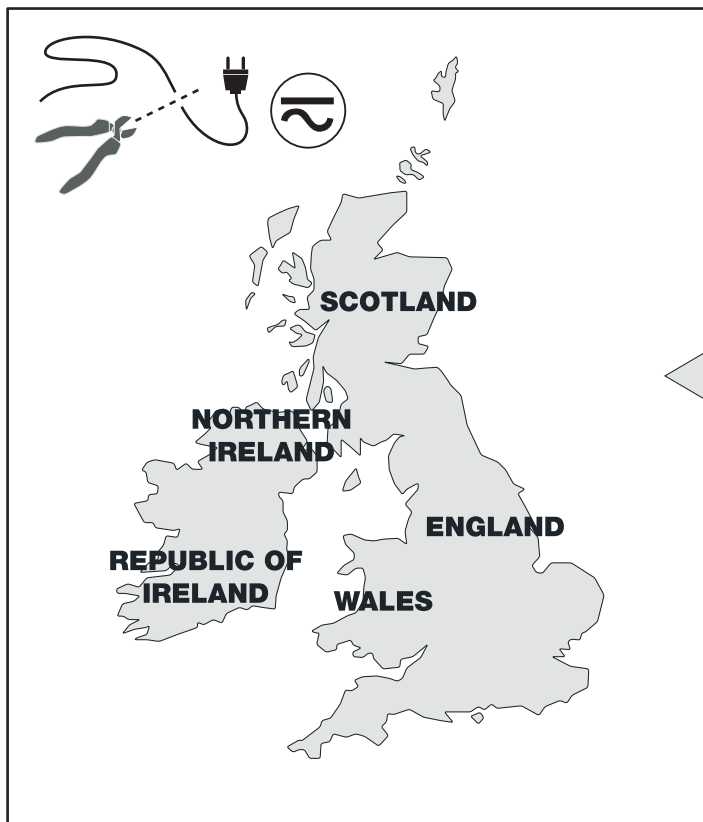 SCOTLAND
NORTHERN
IRELAND
ENGLAND
REPUBLIC OF
IRELAND
WALES